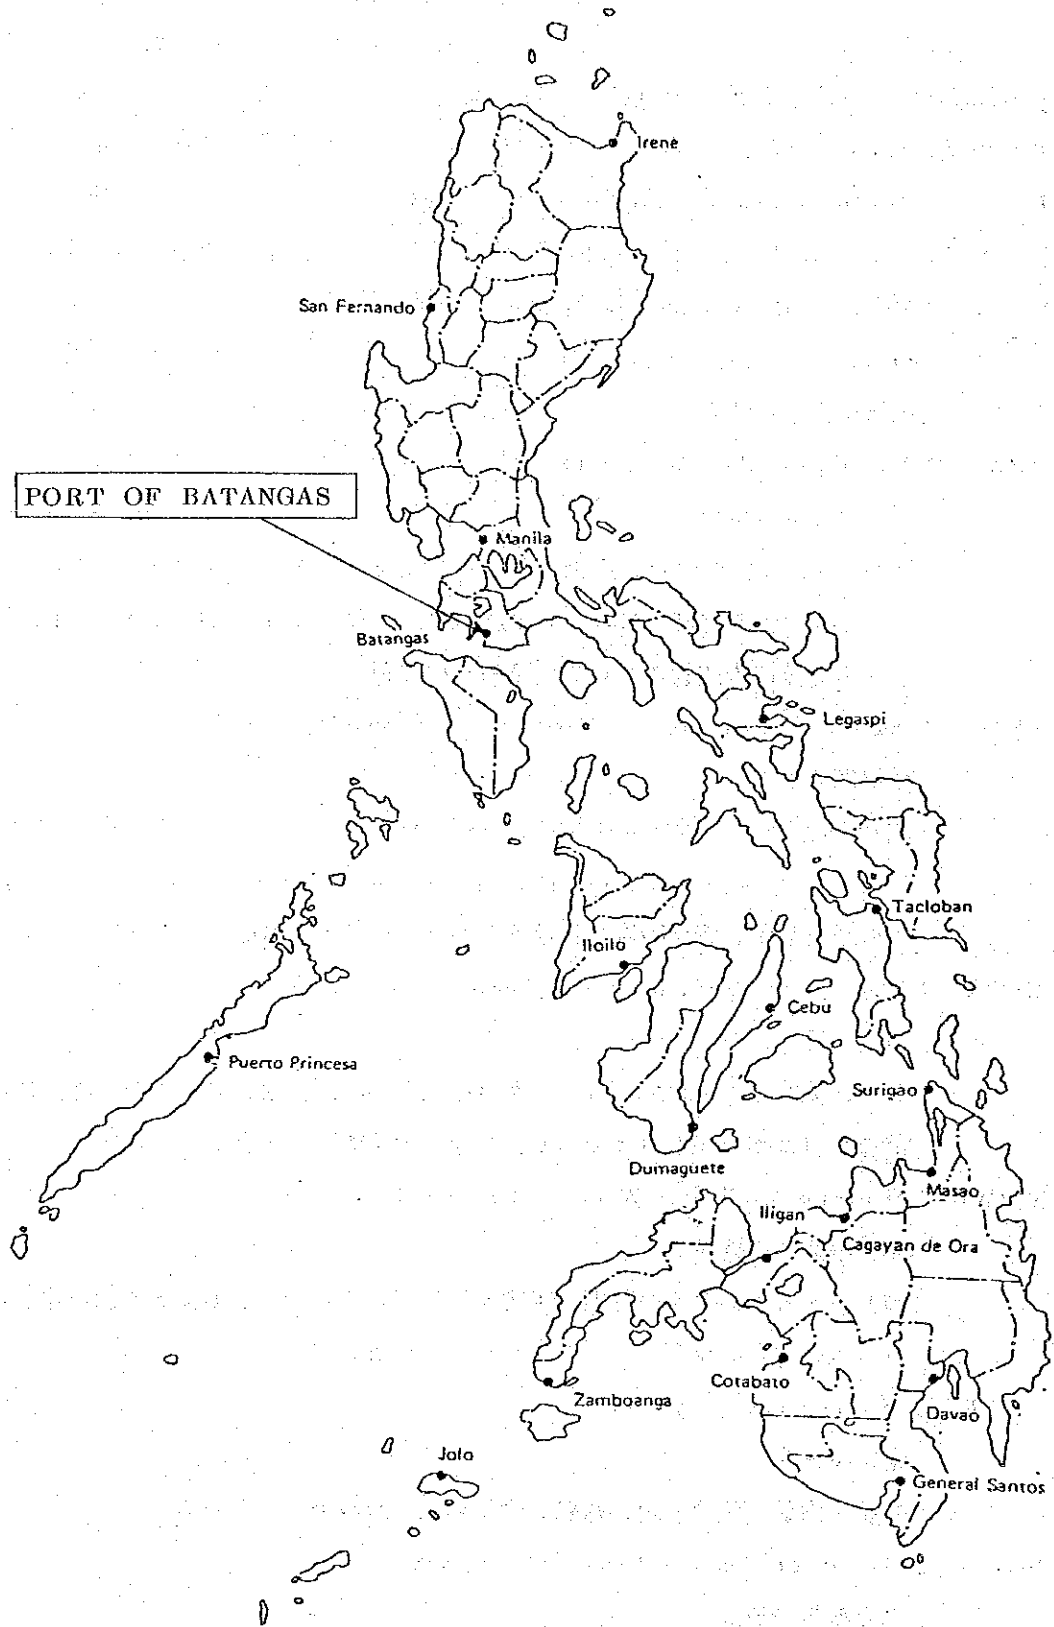 Irene
San Fernando
PORT OF BATANGAS
Manila
Batangas
Legaspi
Tacloban
Iloilo
Cebu
Puerto Princesa
Surigao
Dumaguete
Masao
Iligan
Cagayan de Ora
Cotabato
Zamboanga
Davao
Jolo
General Santos